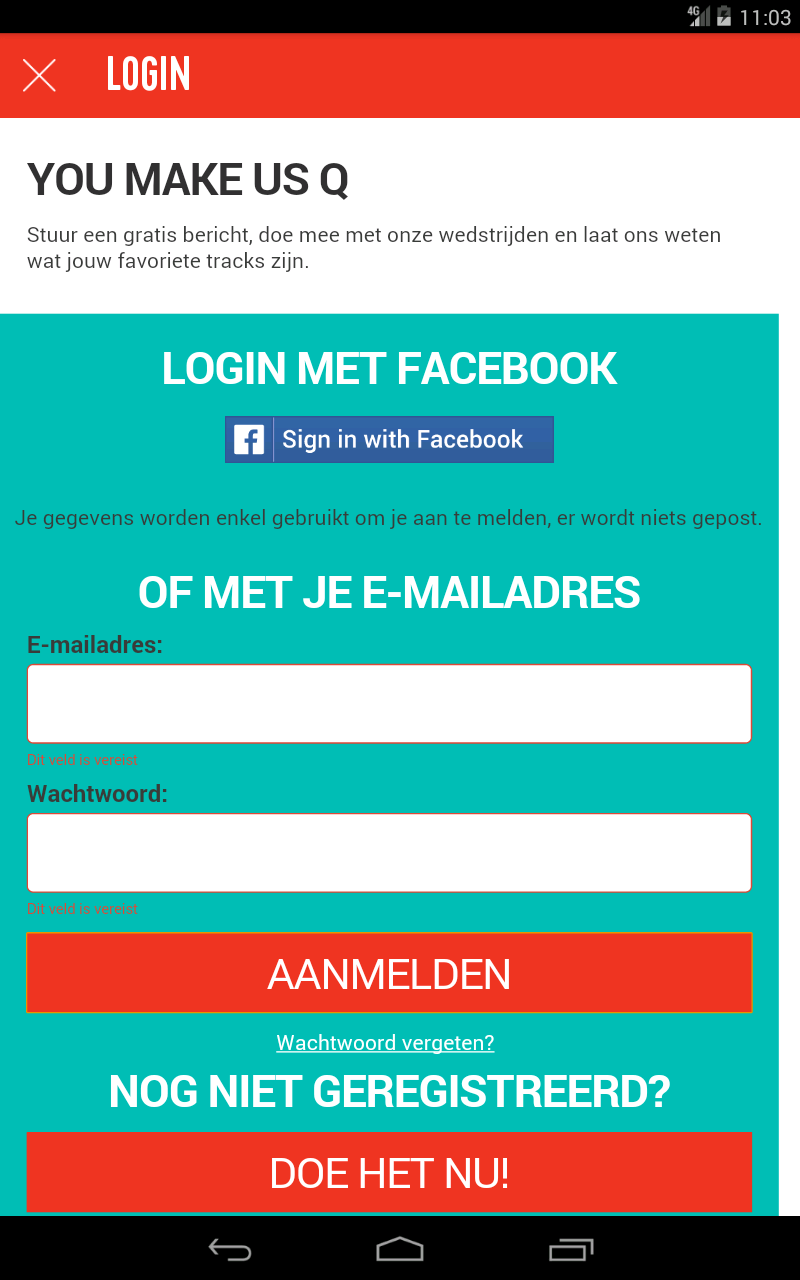 4G 11:03
LOGIN
YOU MAKE US Q
Stuur een gratis bericht, doe mee met onze wedstrijden en laat ons weten
wat jouw favoriete tracks zijn.
LOGIN MET FACEBOOK
Sign in with Facebook
Je gegevens worden enkel gebruikt om je aan te melden, er wordt niets gepost.
OF MET JE E-MAILADRES
E-mailadres:
Dit veld is vereist
Wachtwoord:
Dit veld is vereist
AANMELDEN
Wachtwoord vergeten?
NOG NIET GEREGISTREERD?
DOE HET NU!